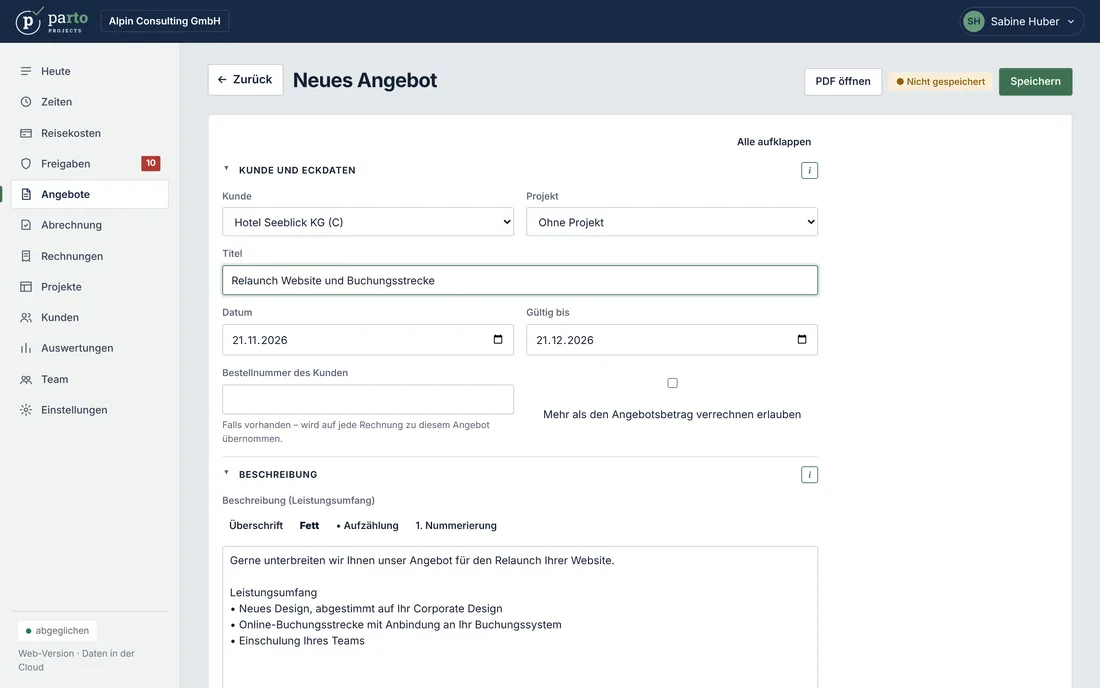 parto
PROJECTS
Alpin Consulting GmbH
SH Sabine Huber
Heute
Zeiten
Reisekosten
Freigaben 10
Angebote
Abrechnung
Rechnungen
Projekte
Kunden
Auswertungen
Team
Einstellungen
abgeglichen
Web-Version · Daten in der
Cloud
← Zurück
Neues Angebot
PDF öffnen
Nicht gespeichert
Speichern
Alle aufklappen
KUNDE UND ECKDATEN
i
Kunde
Projekt
Hotel Seeblick KG (C)
Ohne Projekt
Titel
Relaunch Website und Buchungsstrecke
Datum
Gültig bis
21.11.2026
21.12.2026
Bestellnummer des Kunden
Falls vorhanden – wird auf jede Rechnung zu diesem Angebot
übernommen.
Mehr als den Angebotsbetrag verrechnen erlauben
BESCHREIBUNG
i
Beschreibung (Leistungsumfang)
Überschrift Fett • Aufzählung 1. Nummerierung
Gerne unterbreiten wir Ihnen unser Angebot für den Relaunch Ihrer Website.
Leistungsumfang
• Neues Design, abgestimmt auf Ihr Corporate Design
• Online-Buchungsstrecke mit Anbindung an Ihr Buchungssystem
• Einschulung Ihres Teams